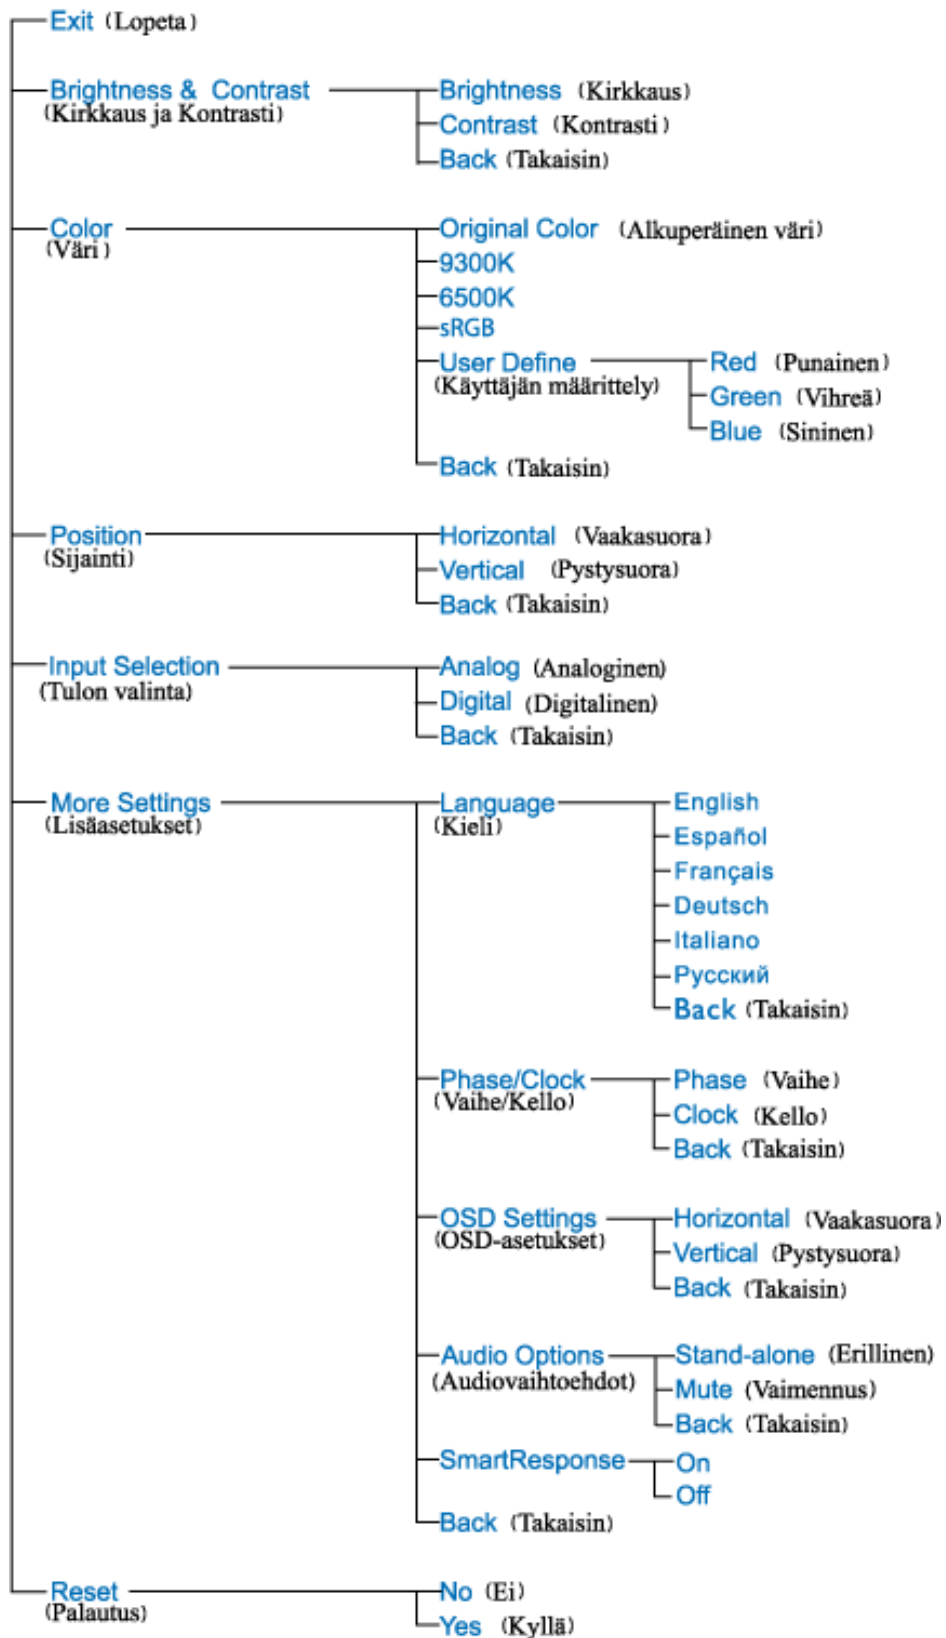 Exit (Lopeta)
Brightness & Contrast
(Kirkkaus ja Kontrasti)
Brightness (Kirkkaus)
Contrast (Kontrasti)
Back (Takaisin)
Color
(Väri )
Original Color (Alkuperäinen väri)
9300K
6500K
sRGB
User Define
(Käyttäjän määrittely)
Red (Punainen)
Green (Vihreä)
Blue (Sininen)
Back (Takaisin)
Position
(Sijainti)
Horizontal (Vaakasuora)
Vertical (Pystysuora)
Back (Takaisin)
Input Selection
(Tulon valinta)
Analog (Analoginen)
Digital (Digitalinen)
Back (Takaisin)
More Settings
(Lisäasetukset)
Language
(Kieli)
English
Español
Français
Deutsch
Italiano
Русский
Back (Takaisin)
Phase/Clock
(Vaihe/Kello)
Phase (Vaihe)
Clock (Kello)
Back (Takaisin)
OSD Settings
(OSD-asetukset)
Horizontal (Vaakasuora)
Vertical (Pystysuora)
Back (Takaisin)
Audio Options
(Audiovaihtoehdot)
Stand-alone (Erillinen)
Mute (Vaimennus)
Back (Takaisin)
SmartResponse
On
Off
Back (Takaisin)
Reset
(Palautus)
No (Ei)
Yes (Kyllä)